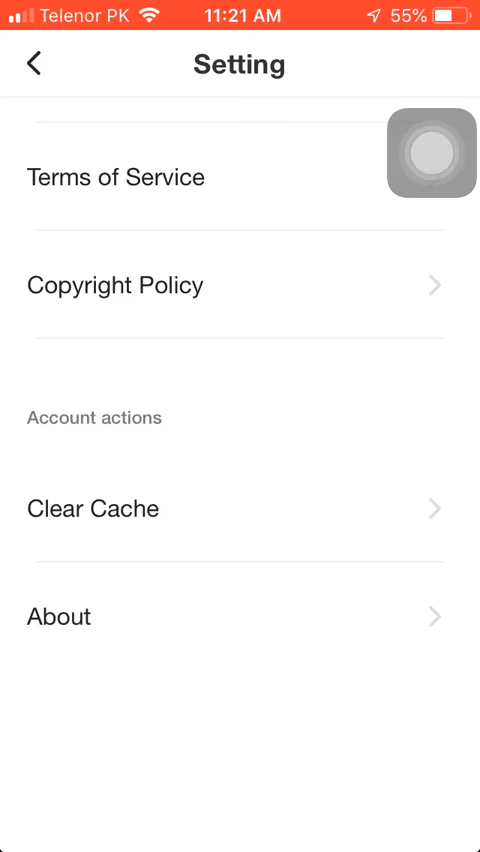 Telenor PK 11:21 AM 55%
Setting
Terms of Service
Copyright Policy
Account actions
Clear Cache
About